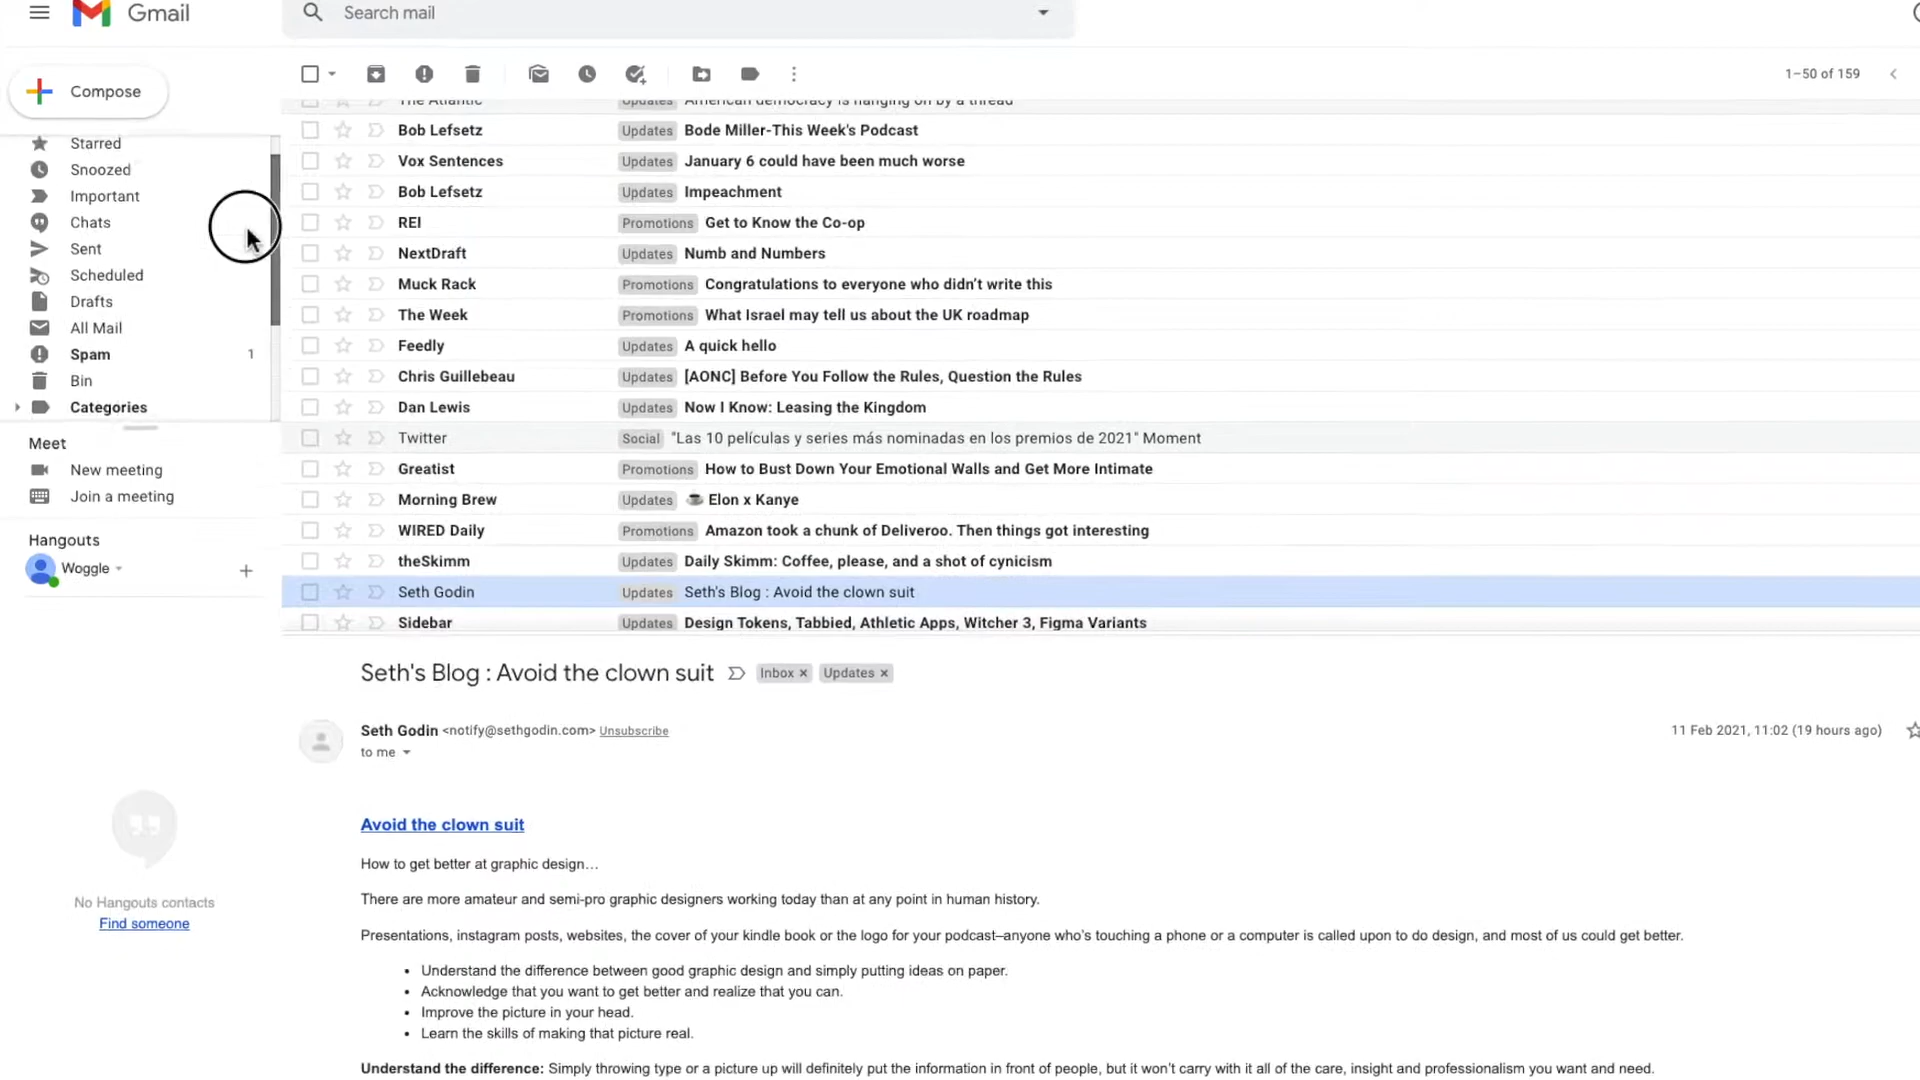 Gmail
Search mail
Compose
1–50 of 159
Starred
Snoozed
Important
Chats
Sent
Scheduled
Drafts
All Mail
Spam 1
Bin
Categories
Meet
New meeting
Join a meeting
Hangouts
Woggle
No Hangouts contacts
Find someone
The Atlantic Updates American democracy is hanging on by a thread
Bob Lefsetz Updates Bode Miller-This Week's Podcast
Vox Sentences Updates January 6 could have been much worse
Bob Lefsetz Updates Impeachment
REI Promotions Get to Know the Co-op
NextDraft Updates Numb and Numbers
Muck Rack Promotions Congratulations to everyone who didn’t write this
The Week Promotions What Israel may tell us about the UK roadmap
Feedly Updates A quick hello
Chris Guillebeau Updates [AONC] Before You Follow the Rules, Question the Rules
Dan Lewis Updates Now I Know: Leasing the Kingdom
Twitter Social "Las 10 películas y series más nominadas en los premios de 2021" Moment
Greatist Promotions How to Bust Down Your Emotional Walls and Get More Intimate
Morning Brew Updates ☕ Elon x Kanye
WIRED Daily Promotions Amazon took a chunk of Deliveroo. Then things got interesting
theSkimm Updates Daily Skimm: Coffee, please, and a shot of cynicism
Seth Godin Updates Seth's Blog : Avoid the clown suit
Sidebar Updates Design Tokens, Tabbied, Athletic Apps, Witcher 3, Figma Variants
Seth's Blog : Avoid the clown suit Inbox × Updates ×
Seth Godin <notify@sethgodin.com> Unsubscribe 11 Feb 2021, 11:02 (19 hours ago)
to me
Avoid the clown suit
How to get better at graphic design…
There are more amateur and semi-pro graphic designers working today than at any point in human history.
Presentations, instagram posts, websites, the cover of your kindle book or the logo for your podcast–anyone who’s touching a phone or a computer is called upon to do design, and most of us could get better.
• Understand the difference between good graphic design and simply putting ideas on paper.
• Acknowledge that you want to get better and realize that you can.
• Improve the picture in your head.
• Learn the skills of making that picture real.
Understand the difference: Simply throwing type or a picture up will definitely put the information in front of people, but it won’t carry with it all of the care, insight and professionalism you want and need.